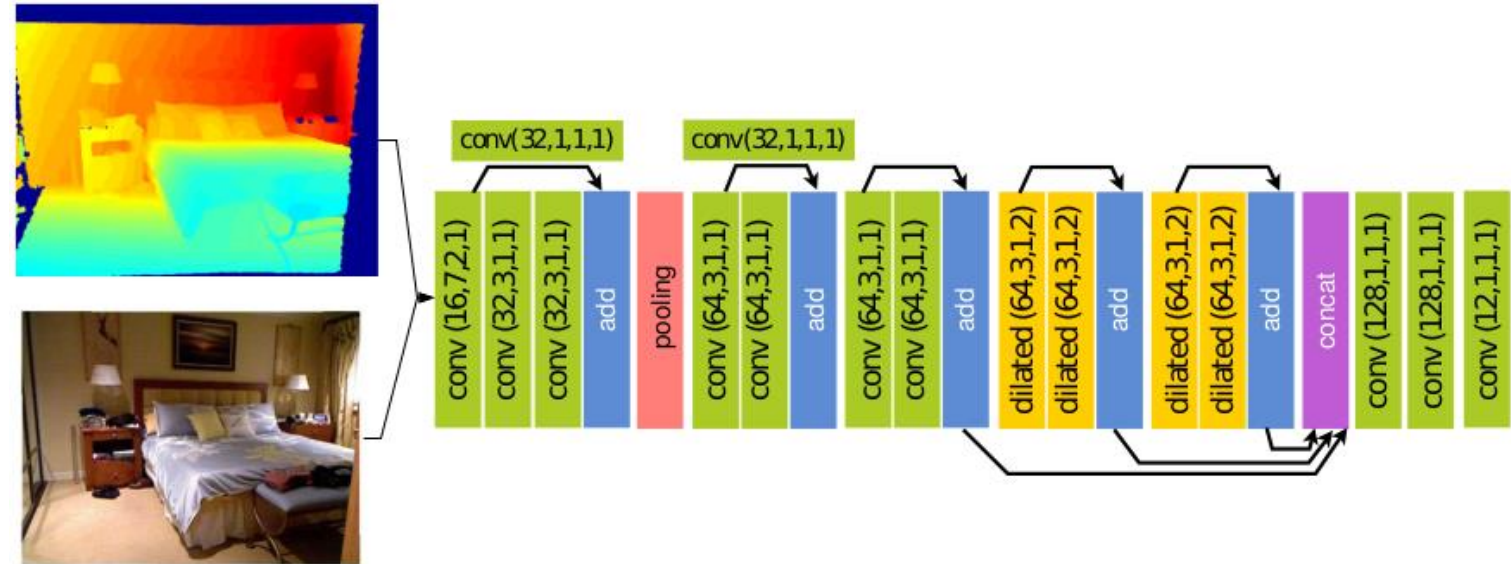 conv(32,1,1,1)
conv(32,1,1,1)
conv (16,7,2,1)
conv (32,3,1,1)
conv (32,3,1,1)
add
pooling
conv (64,3,1,1)
conv (64,3,1,1)
add
conv (64,3,1,1)
conv (64,3,1,1)
add
dilated (64,3,1,2)
dilated (64,3,1,2)
add
dilated (64,3,1,2)
dilated (64,3,1,2)
add
concat
conv (128,1,1,1)
conv (128,1,1,1)
conv (12,1,1,1)